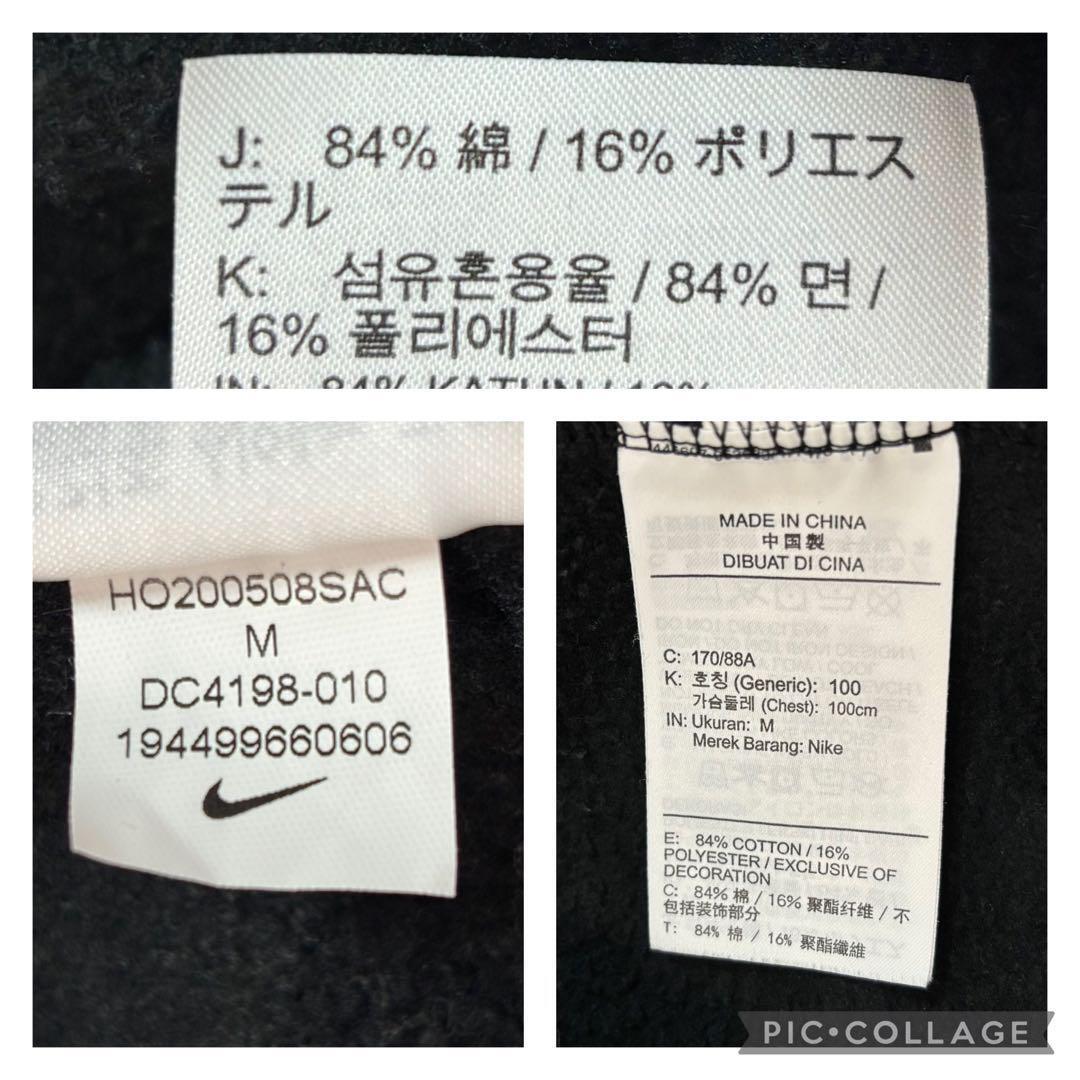 J: 84% 綿 / 16% ポリエス
テル
K: 섬유혼용율 / 84% 면 /
16% 폴리에스터
IN: 84% KATUN / 16%
HO200508SAC
M
DC4198-010
194499660606
MADE IN CHINA
中国製
DIBUAT DI CINA
C: 170/88A
K: 호칭 (Generic): 100
가슴둘레 (Chest): 100cm
IN: Ukuran: M
Merek Barang: Nike
E: 84% COTTON / 16%
POLYESTER / EXCLUSIVE OF
DECORATION
C: 84% 棉 / 16% 聚酯纤维 / 不
包括装饰部分
T: 84% 棉 / 16% 聚酯纖維
PIC•COLLAGE